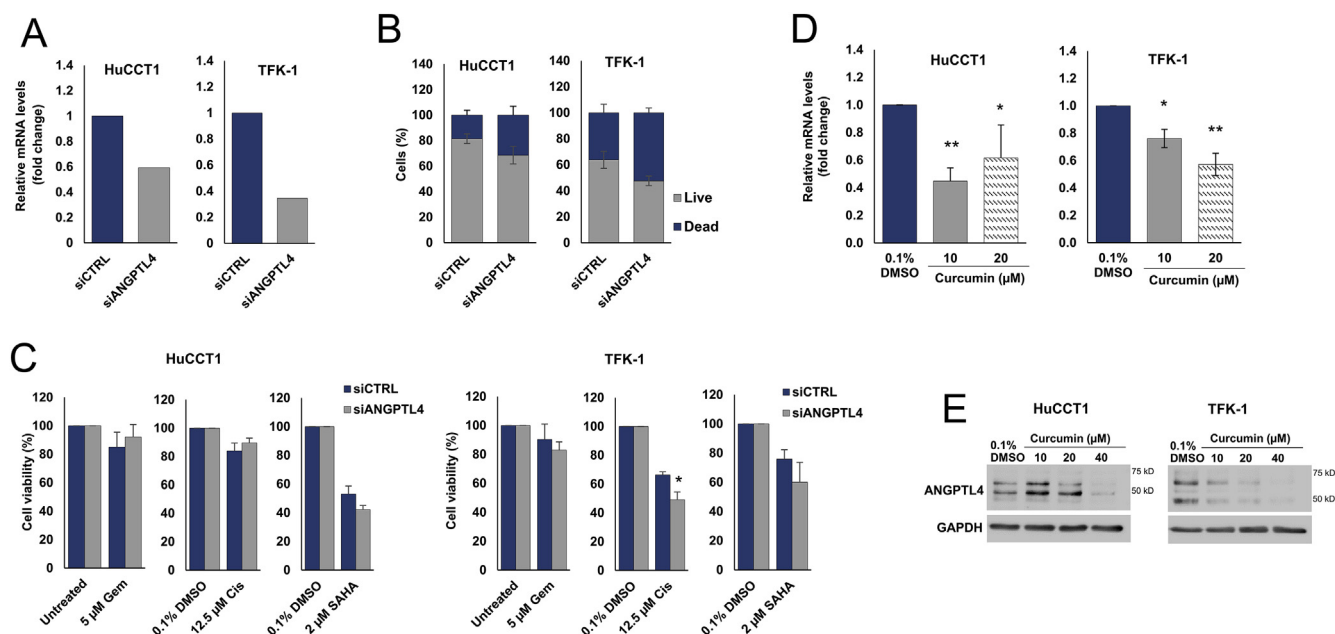 A
HuCCT1
TFK-1
Relative mRNA levels
(fold change)
1.4
1.2
1
0.8
0.6
0.4
0.2
0
1.4
1.2
1
0.8
0.6
0.4
0.2
0
siCTRL
siANGPTL4
siCTRL
siANGPTL4
B
HuCCT1
TFK-1
Cells (%)
140
120
100
80
60
40
20
0
140
120
100
80
60
40
20
0
siCTRL
siANGPTL4
siCTRL
siANGPTL4
Live
Dead
D
HuCCT1
TFK-1
Relative mRNA levels
(fold change)
1.4
1.2
1.0
0.8
0.6
0.4
0.2
0.0
**
*
0.1%
DMSO
10
20
Curcumin (µM)
1.4
1.2
1.0
0.8
0.6
0.4
0.2
0.0
*
**
0.1%
DMSO
10
20
Curcumin (µM)
C
HuCCT1
Cell viability (%)
120
100
80
60
40
20
0
Untreated
5 µM Gem
120
100
80
60
40
20
0
0.1% DMSO
12.5 µM Cis
120
100
80
60
40
20
0
0.1% DMSO
2 µM SAHA
siCTRL
siANGPTL4
TFK-1
Cell viability (%)
120
100
80
60
40
20
0
Untreated
5 µM Gem
120
100
80
60
40
20
0
*
0.1% DMSO
12.5 µM Cis
120
100
80
60
40
20
0
0.1% DMSO
2 µM SAHA
siCTRL
siANGPTL4
E
HuCCT1
TFK-1
0.1%
DMSO
Curcumin (µM)
10 20 40
75 kD
50 kD
0.1%
DMSO
Curcumin (µM)
10 20 40
75 kD
50 kD
ANGPTL4
GAPDH